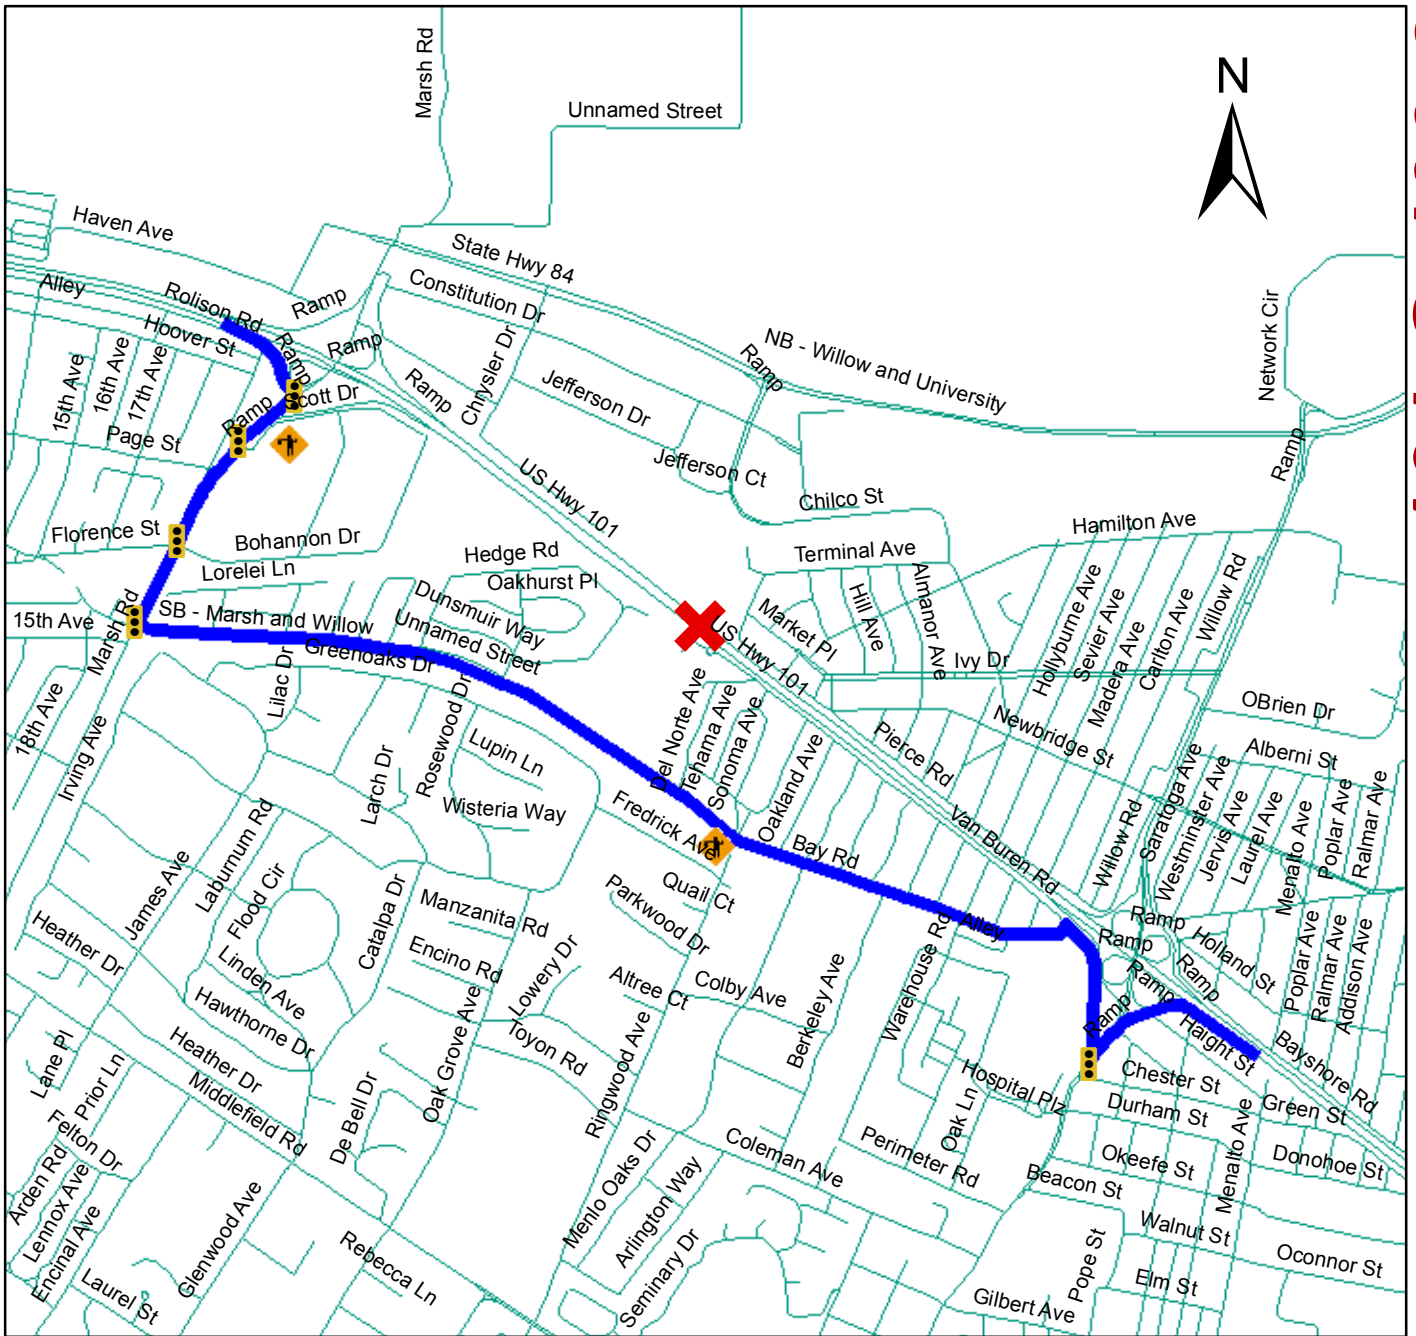 Marsh Rd
Unnamed Street
N
Haven Ave
State Hwy 84
Alley
Rolison Rd
Ramp
Constitution Dr
Network Cir
Hoover St
Ramp
Ramp
Chrysler Dr
NB - Willow and University
Ramp
15th Ave
16th Ave
17th Ave
Ramp
Scott Dr
Ramp
Jefferson Dr
Page St
Ramp
US Hwy 101
Jefferson Ct
Chilco St
Hamilton Ave
Florence St
Bohannon Dr
Hedge Rd
Terminal Ave
Lorelei Ln
Oakhurst Pl
Hill Ave
Almanor Ave
Hollyburne Ave
Sevier Ave
Madera Ave
Carlton Ave
Willow Rd
15th Ave
Marsh Rd
SB - Marsh and Willow
Dunsmuir Way
Unnamed Street
Market Pl
US Hwy 101
Greenoaks Dr
Ivy Dr
Lilac Dr
Rosewood Dr
Del Norte Ave
Tehama Ave
Sonoma Ave
OBrien Dr
18th Ave
Irving Ave
Lupin Ln
Oakland Ave
Pierce Rd
Newbridge St
Alberni St
Larch Dr
Wisteria Way
Fredrick Ave
Bay Rd
Van Buren Rd
Willow Rd
Saratoga Ave
Westminster Ave
Jervis Ave
Laurel Ave
Menalto Ave
Poplar Ave
Ralmar Ave
James Ave
Laburnum Rd
Flood Cir
Catalpa Dr
Manzanita Rd
Quail Ct
Parkwood Dr
Warehouse Rd
Alley
Ramp
Ramp
Holland St
Heather Dr
Linden Ave
Encino Rd
Lowery Dr
Altree Ct
Colby Ave
Berkeley Ave
Ramp
Ramp
Poplar Ave
Ralmar Ave
Addison Ave
Hawthorne Dr
Oak Grove Ave
Toyon Rd
Ringwood Ave
Ramp
Haight St
Bayshore Rd
Lane Pl
Prior Ln
Heather Dr
Middlefield Rd
De Bell Dr
Hospital Plz
Oak Ln
Chester St
Durham St
Green St
Felton Dr
Arden Rd
Lennox Ave
Encinal Ave
Menlo Oaks Dr
Arlington Way
Coleman Ave
Perimeter Rd
Beacon St
Okeefe St
Menalto Ave
Donohoe St
Laurel St
Glenwood Ave
Rebecca Ln
Seminary Dr
Pope St
Walnut St
Oconnor St
Elm St
Gilbert Ave